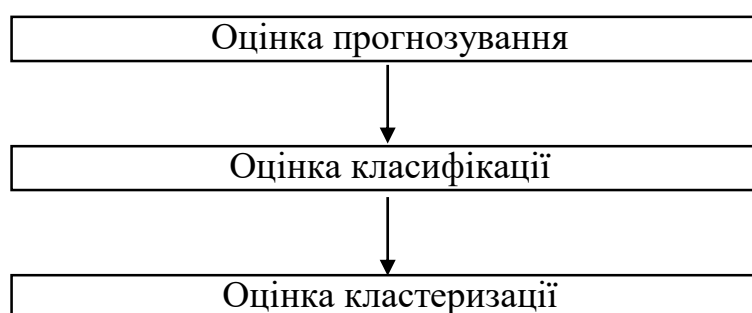 Оцінка прогнозування
Оцінка класифікації
Оцінка кластеризації